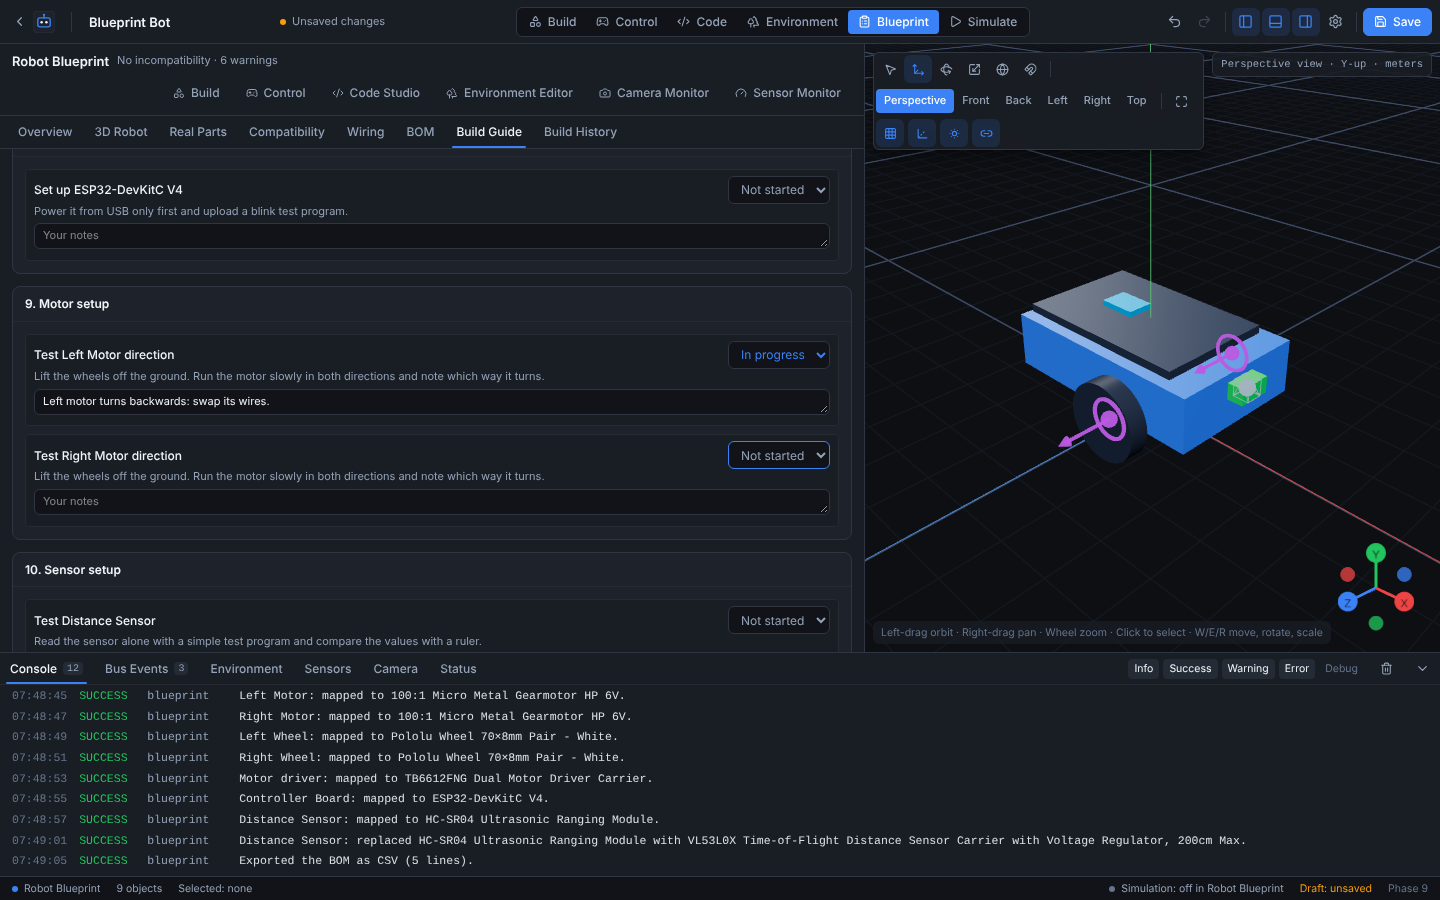 Blueprint Bot
Unsaved changes
Build
Control
Code
Environment
Blueprint
Simulate
Save
Robot Blueprint
No incompatibility · 6 warnings
Build
Control
Code Studio
Environment Editor
Camera Monitor
Sensor Monitor
Overview
3D Robot
Real Parts
Compatibility
Wiring
BOM
Build Guide
Build History
Set up ESP32-DevKitC V4
Not started
Power it from USB only first and upload a blink test program.
Your notes
9. Motor setup
Test Left Motor direction
In progress
Lift the wheels off the ground. Run the motor slowly in both directions and note which way it turns.
Left motor turns backwards: swap its wires.
Test Right Motor direction
Not started
Lift the wheels off the ground. Run the motor slowly in both directions and note which way it turns.
Your notes
10. Sensor setup
Test Distance Sensor
Not started
Read the sensor alone with a simple test program and compare the values with a ruler.
Perspective view · Y-up · meters
Perspective
Front
Back
Left
Right
Top
Y
Z
X
Left-drag orbit · Right-drag pan · Wheel zoom · Click to select · W/E/R move, rotate, scale
Console 12
Bus Events 3
Environment
Sensors
Camera
Status
Info
Success
Warning
Error
Debug
07:48:45 SUCCESS blueprint Left Motor: mapped to 100:1 Micro Metal Gearmotor HP 6V.
07:48:47 SUCCESS blueprint Right Motor: mapped to 100:1 Micro Metal Gearmotor HP 6V.
07:48:49 SUCCESS blueprint Left Wheel: mapped to Pololu Wheel 70×8mm Pair - White.
07:48:51 SUCCESS blueprint Right Wheel: mapped to Pololu Wheel 70×8mm Pair - White.
07:48:53 SUCCESS blueprint Motor driver: mapped to TB6612FNG Dual Motor Driver Carrier.
07:48:55 SUCCESS blueprint Controller Board: mapped to ESP32-DevKitC V4.
07:48:57 SUCCESS blueprint Distance Sensor: mapped to HC-SR04 Ultrasonic Ranging Module.
07:49:01 SUCCESS blueprint Distance Sensor: replaced HC-SR04 Ultrasonic Ranging Module with VL53L0X Time-of-Flight Distance Sensor Carrier with Voltage Regulator, 200cm Max.
07:49:05 SUCCESS blueprint Exported the BOM as CSV (5 lines).
Robot Blueprint
9 objects
Selected: none
Simulation: off in Robot Blueprint
Draft: unsaved
Phase 9